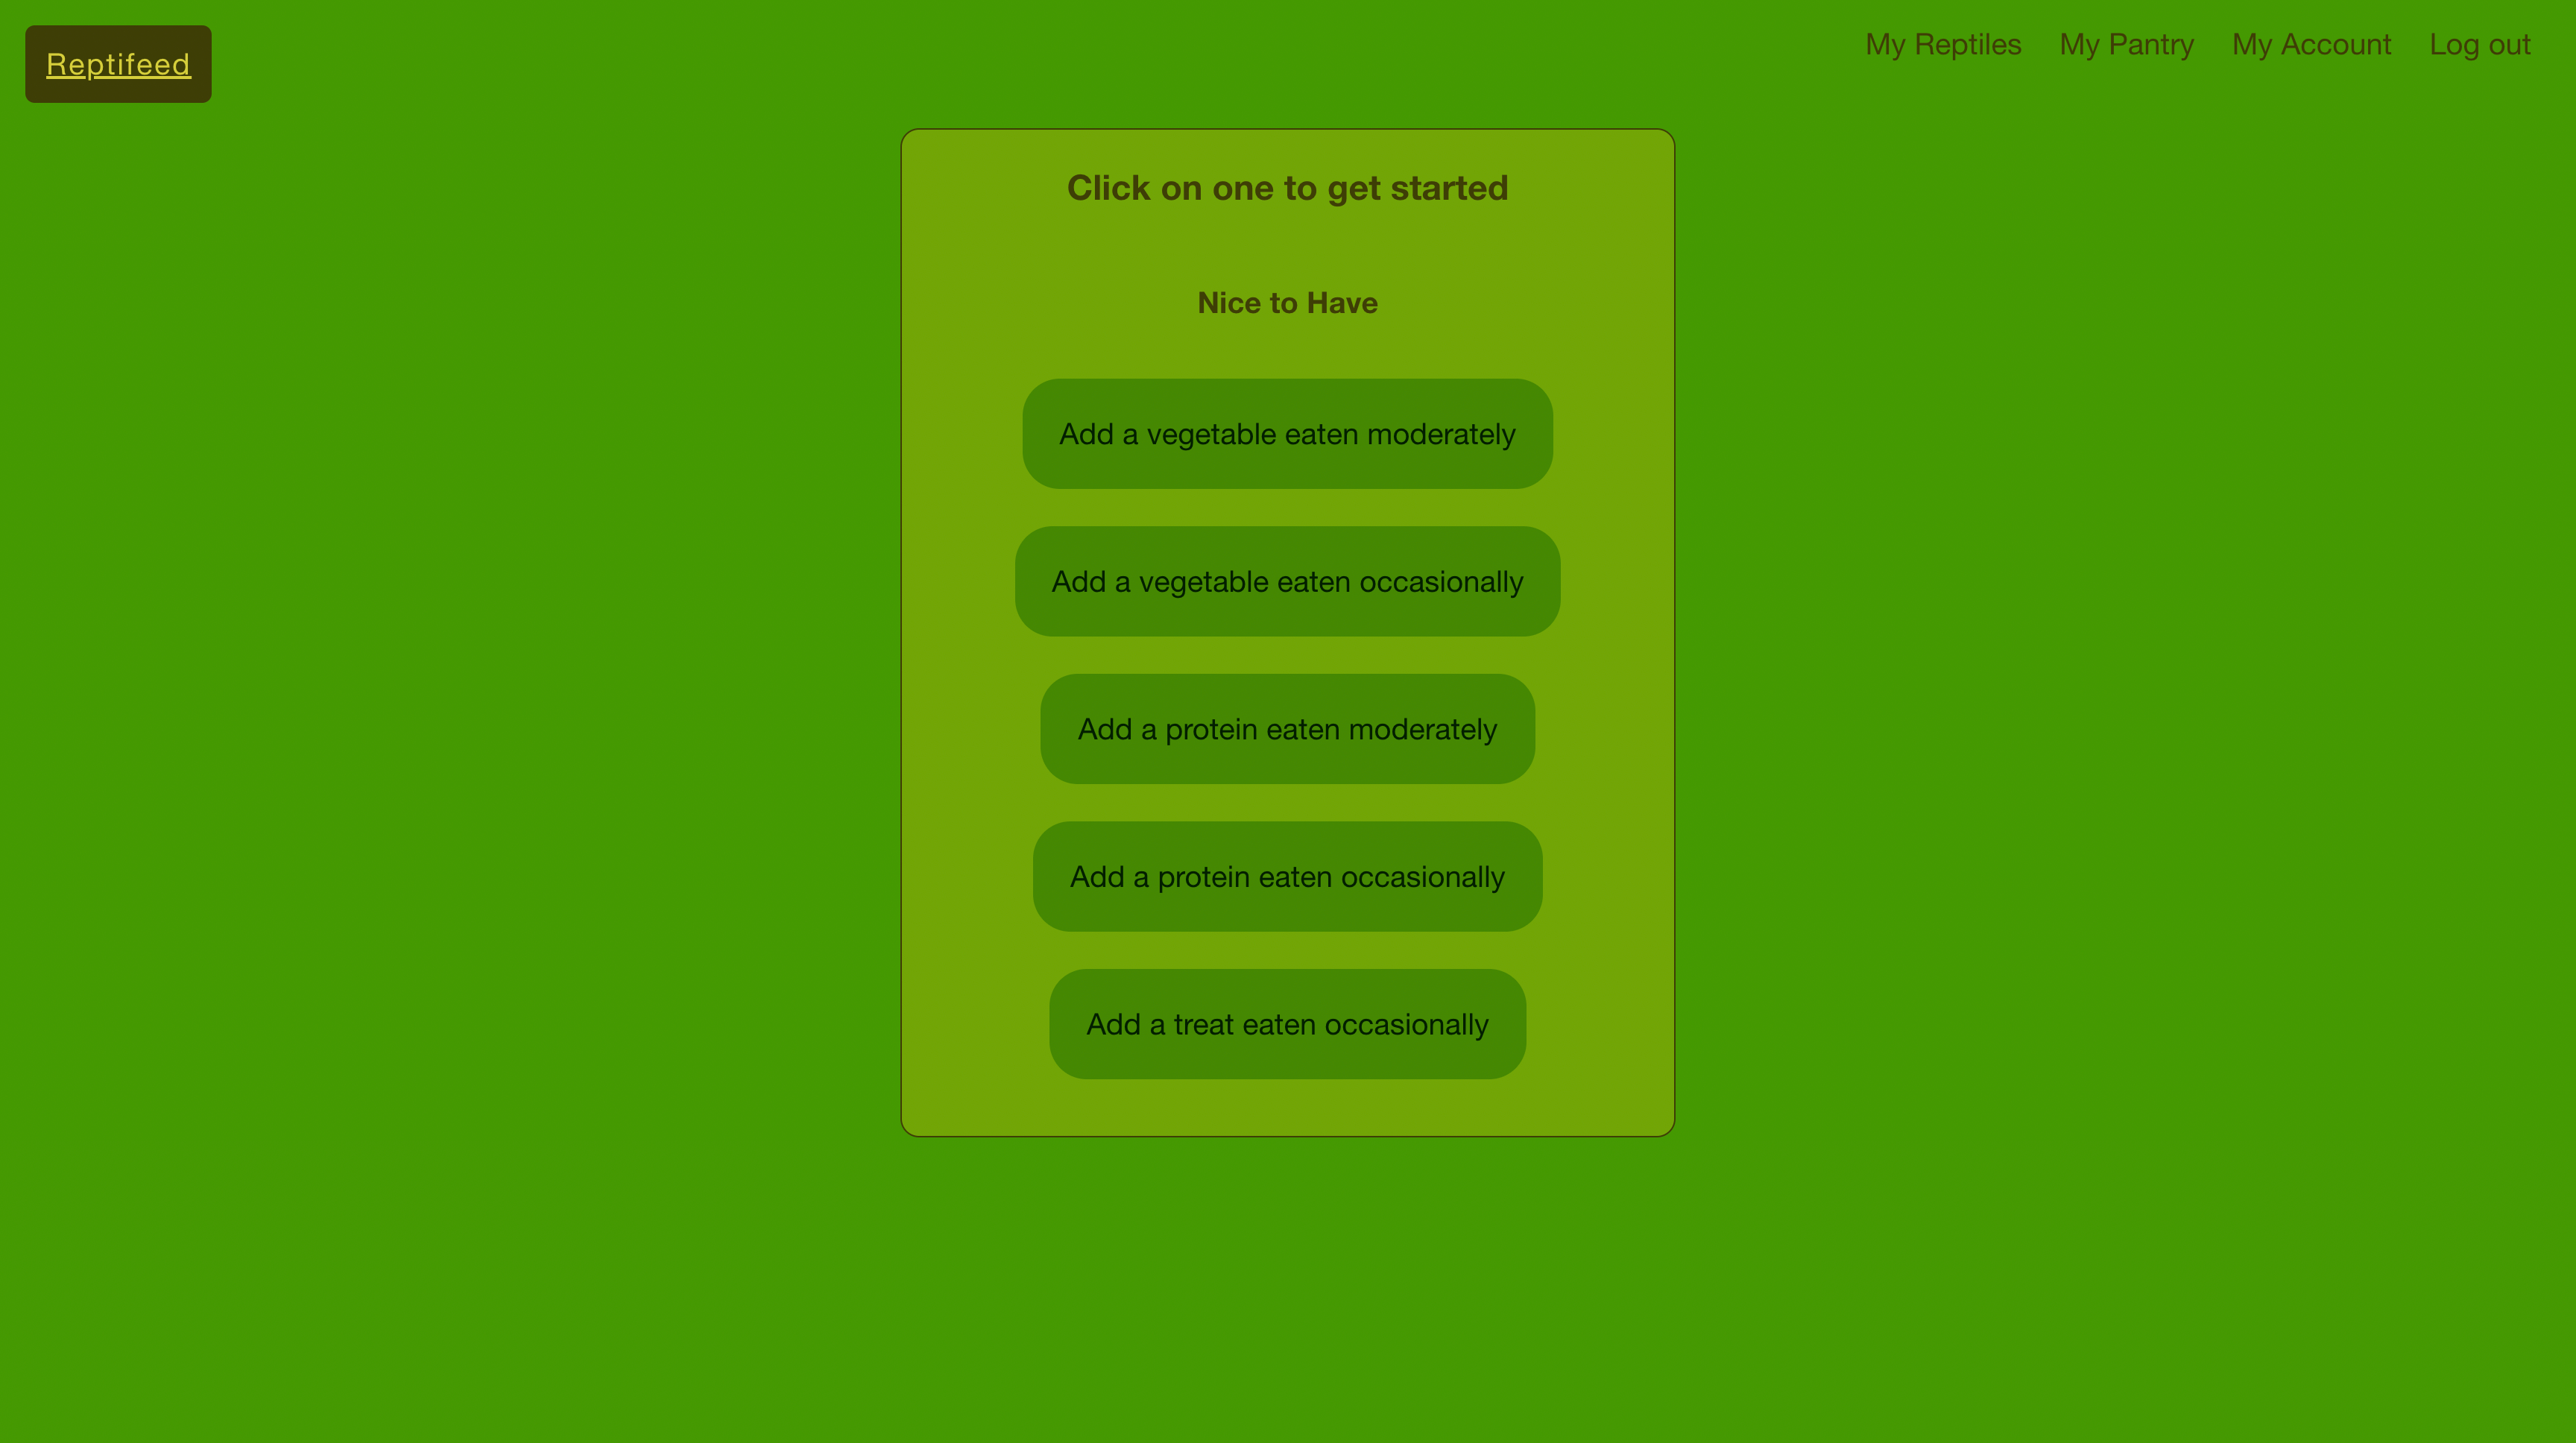 Reptifeed
My Reptiles My Pantry My Account Log out
Click on one to get started
Nice to Have
Add a vegetable eaten moderately
Add a vegetable eaten occasionally
Add a protein eaten moderately
Add a protein eaten occasionally
Add a treat eaten occasionally